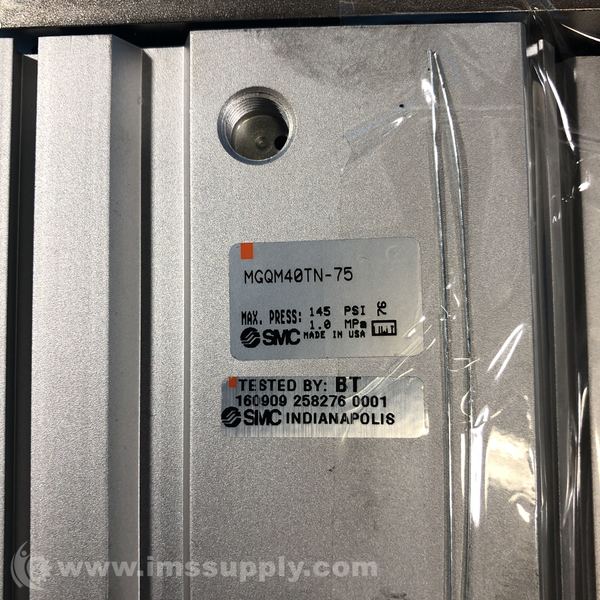 MGQM40TN-75
MAX. PRESS: 145 PSI
1.0 MPa
SMC MADE IN USA
TESTED BY: BT
160909 258276 0001
SMC INDIANAPOLIS
www.imssupply.com